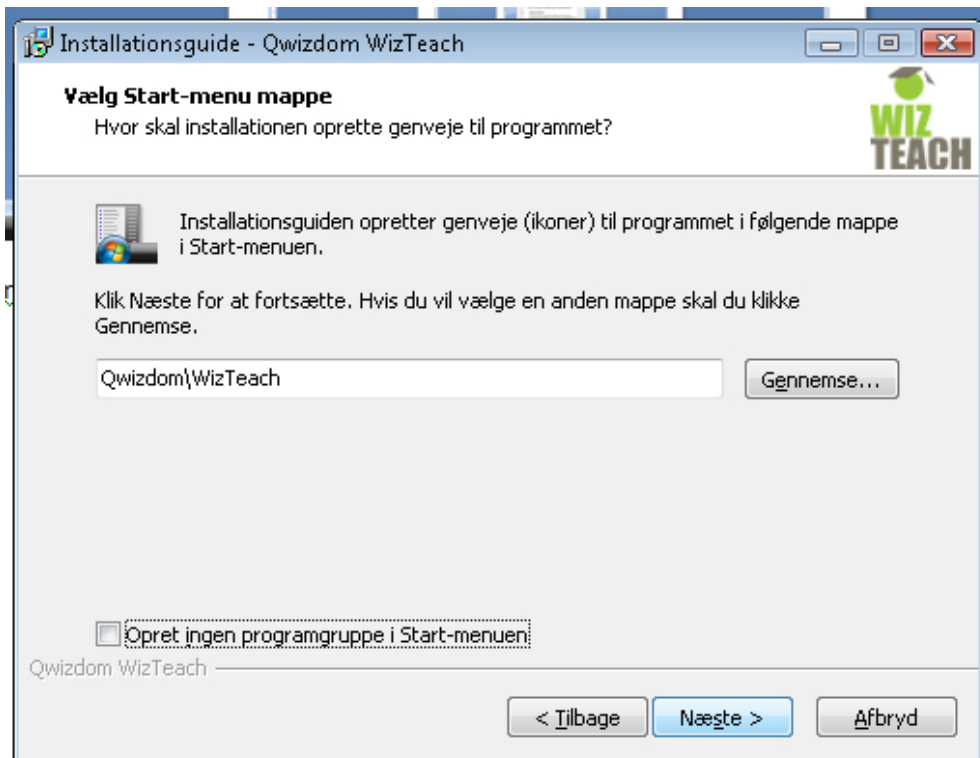 Installationsguide - Qwizdom WizTeach
Vælg Start-menu mappe
Hvor skal installationen oprette genveje til programmet?
WIZ
TEACH
Installationsguiden opretter genveje (ikoner) til programmet i følgende mappe
i Start-menuen.
Klik Næste for at fortsætte. Hvis du vil vælge en anden mappe skal du klikke
Gennemse.
Qwizdom\WizTeach
Gennemse...
Opret ingen programgruppe i Start-menuen
Qwizdom WizTeach
< Tilbage
Næste >
Afbryd